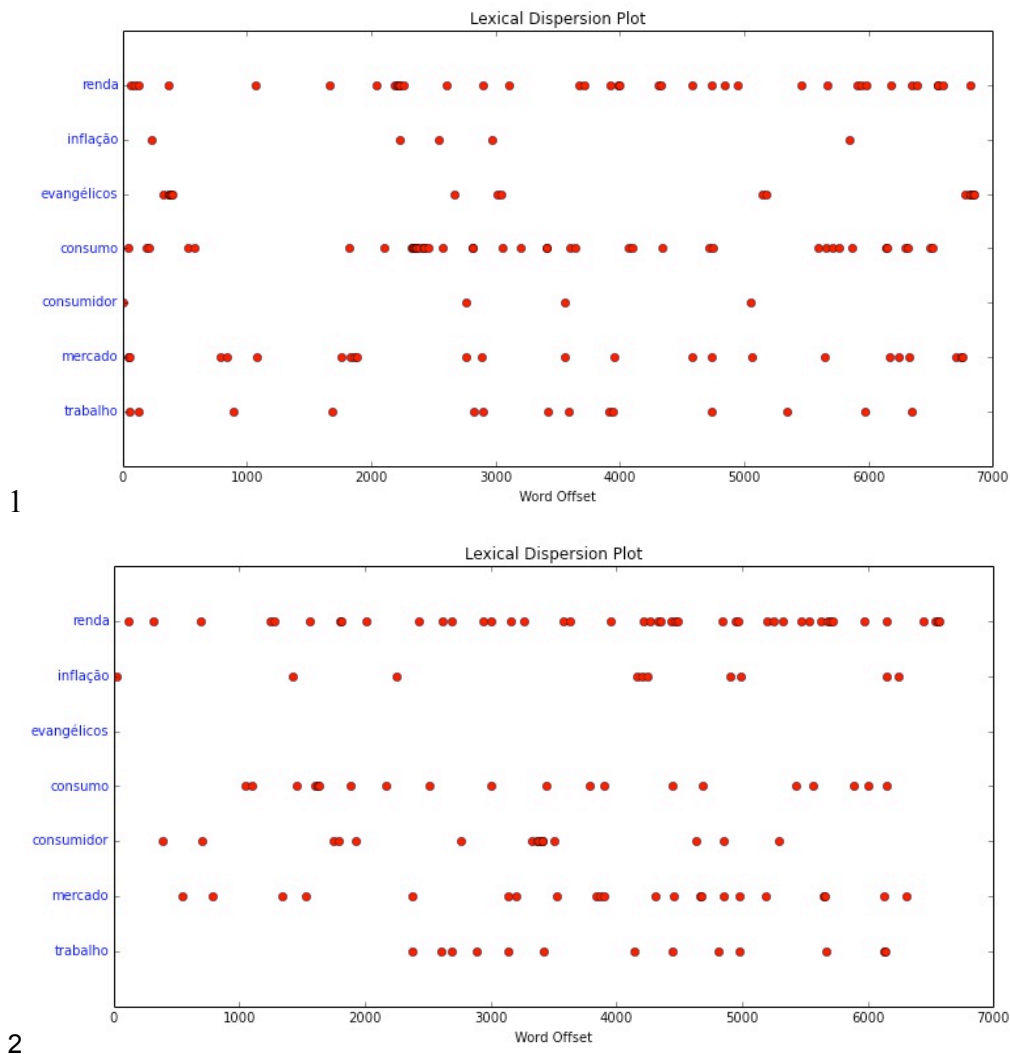 Lexical Dispersion Plot
renda
inflação
evangélicos
consumo
consumidor
mercado
trabalho
0 1000 2000 3000 4000 5000 6000 7000
Word Offset
1
Lexical Dispersion Plot
renda
inflação
evangélicos
consumo
consumidor
mercado
trabalho
0 1000 2000 3000 4000 5000 6000 7000
Word Offset
2